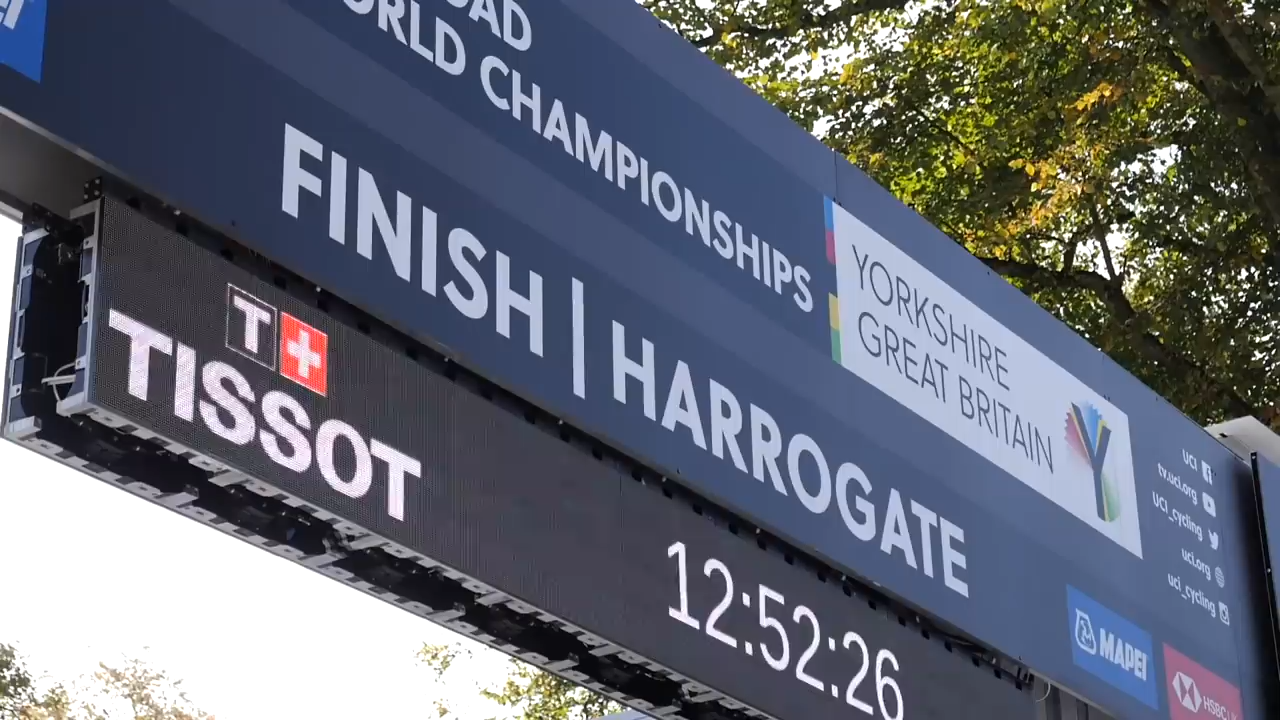 WORLD CHAMPIONSHIPS
FINISH | HARROGATE
YORKSHIRE
GREAT BRITAIN
UCI
tv.uci.org
UCI_cycling
uci.org
uci_cycling
MAPEI
HSBC
T
TISSOT
12:52:26